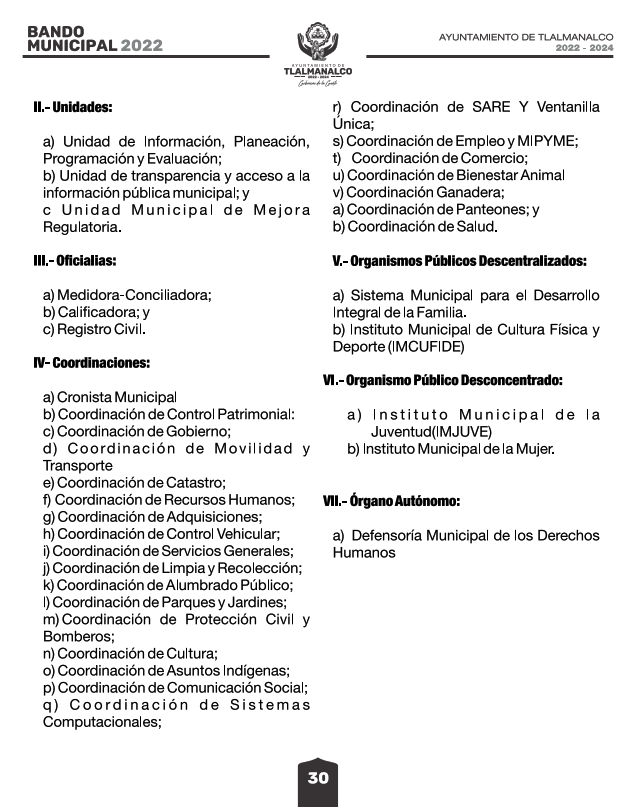 BANDO
MUNICIPAL 2022
AYUNTAMIENTO DE
TLALMANALCO
2022 - 2024
Gobierno de la Gente
AYUNTAMIENTO DE TLALMANALCO
2022 - 2024
II.- Unidades:
a) Unidad de Información, Planeación,
Programación y Evaluación;
b) Unidad de transparencia y acceso a la
información pública municipal; y
c Unidad Municipal de Mejora
Regulatoria.
III.- Oficialias:
a) Medidora-Conciliadora;
b) Calificadora; y
c) Registro Civil.
IV- Coordinaciones:
a) Cronista Municipal
b) Coordinación de Control Patrimonial:
c) Coordinación de Gobierno;
d) Coordinación de Movilidad y
Transporte
e) Coordinación de Catastro;
f) Coordinación de Recursos Humanos;
g) Coordinación de Adquisiciones;
h) Coordinación de Control Vehicular;
i) Coordinación de Servicios Generales;
j) Coordinación de Limpia y Recolección;
k) Coordinación de Alumbrado Público;
l) Coordinación de Parques y Jardines;
m) Coordinación de Protección Civil y
Bomberos;
n) Coordinación de Cultura;
o) Coordinación de Asuntos Indígenas;
p) Coordinación de Comunicación Social;
q) Coordinación de Sistemas
Computacionales;
r) Coordinación de SARE Y Ventanilla
Única;
s) Coordinación de Empleo y MIPYME;
t) Coordinación de Comercio;
u) Coordinación de Bienestar Animal
v) Coordinación Ganadera;
a) Coordinación de Panteones; y
b) Coordinación de Salud.
V.- Organismos Públicos Descentralizados:
a) Sistema Municipal para el Desarrollo
Integral de la Familia.
b) Instituto Municipal de Cultura Física y
Deporte (IMCUFIDE)
VI.- Organismo Público Desconcentrado:
a) Instituto Municipal de la
Juventud(IMJUVE)
b) Instituto Municipal de la Mujer.
VII.- Órgano Autónomo:
a) Defensoría Municipal de los Derechos
Humanos
30